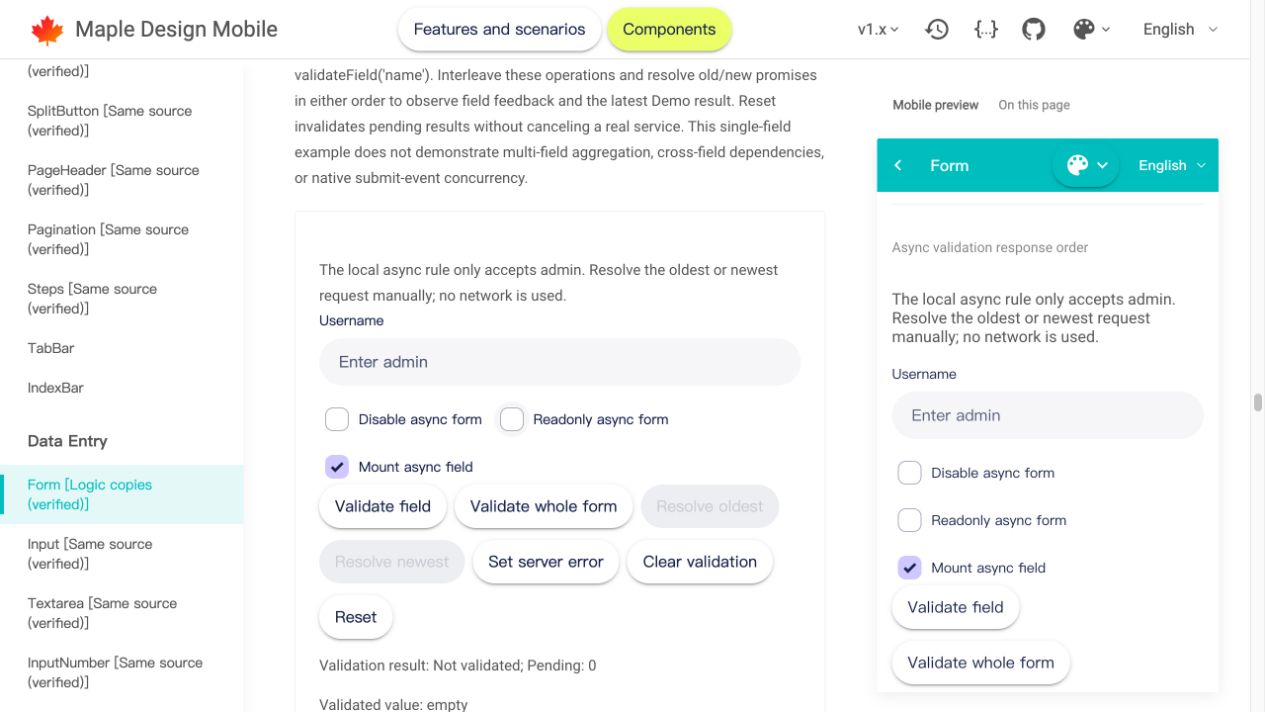 Maple Design Mobile
Features and scenarios
Components
v1.x
English
(verified)]
SplitButton [Same source
(verified)]
PageHeader [Same source
(verified)]
Pagination [Same source
(verified)]
Steps [Same source
(verified)]
TabBar
IndexBar
Data Entry
Form [Logic copies
(verified)]
Input [Same source
(verified)]
Textarea [Same source
(verified)]
InputNumber [Same source
(verified)]
validateField('name'). Interleave these operations and resolve old/new promises
in either order to observe field feedback and the latest Demo result. Reset
invalidates pending results without canceling a real service. This single-field
example does not demonstrate multi-field aggregation, cross-field dependencies,
or native submit-event concurrency.
The local async rule only accepts admin. Resolve the oldest or newest
request manually; no network is used.
Username
Enter admin
Disable async form
Readonly async form
Mount async field
Validate field
Validate whole form
Resolve oldest
Resolve newest
Set server error
Clear validation
Reset
Validation result: Not validated; Pending: 0
Validated value: empty
Mobile preview
On this page
Form
English
Async validation response order
The local async rule only accepts admin.
Resolve the oldest or newest request
manually; no network is used.
Username
Enter admin
Disable async form
Readonly async form
Mount async field
Validate field
Validate whole form